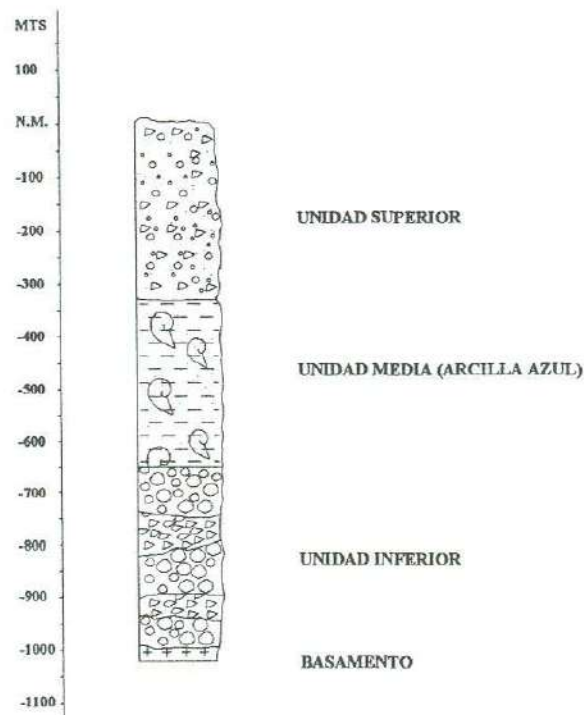 MTS
100
N.M.
-100
-200
-300
-400
-500
-600
-700
-800
-900
-1000
-1100
UNIDAD SUPERIOR
UNIDAD MEDIA (ARCILLA AZUL)
UNIDAD INFERIOR
BASAMENTO